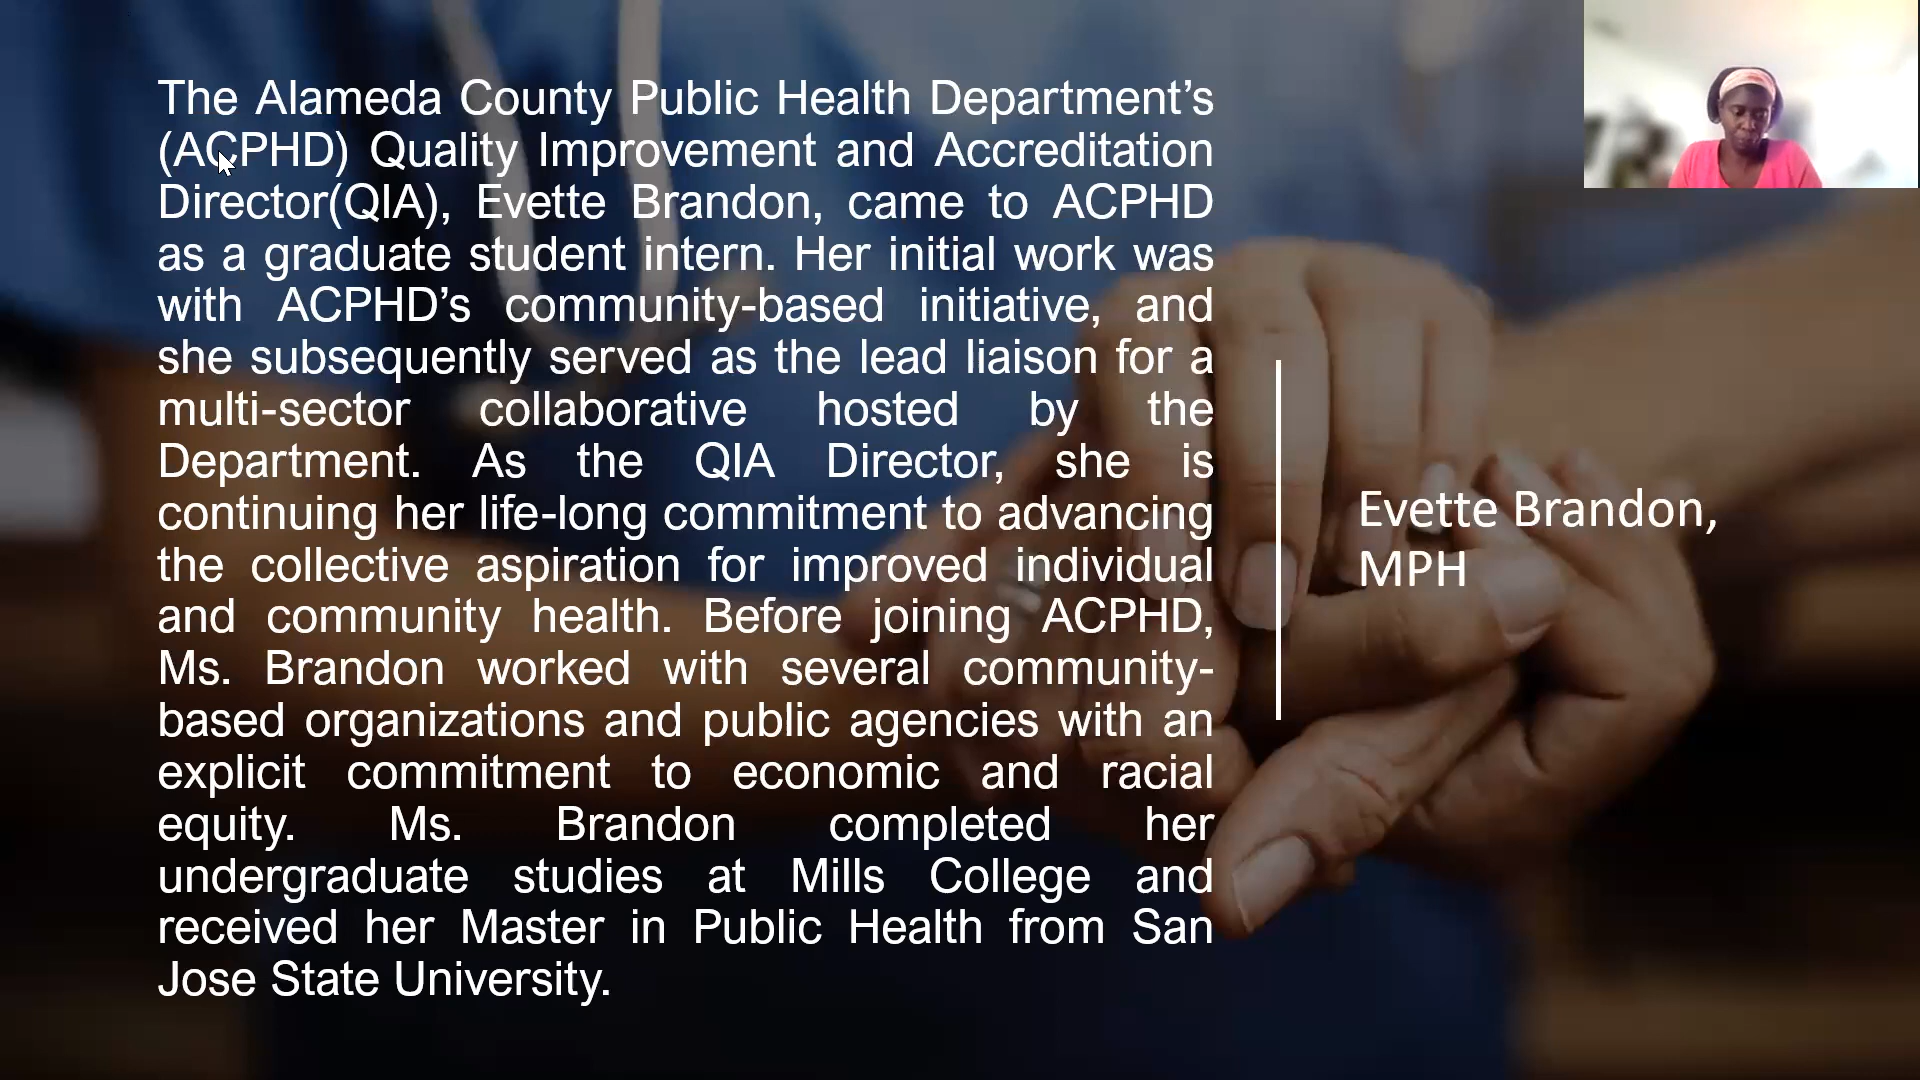 The Alameda County Public Health Department’s
(ACPHD) Quality Improvement and Accreditation
Director(QIA), Evette Brandon, came to ACPHD
as a graduate student intern. Her initial work was
with ACPHD’s community-based initiative, and
she subsequently served as the lead liaison for a
multi-sector collaborative hosted by the
Department. As the QIA Director, she is
continuing her life-long commitment to advancing
the collective aspiration for improved individual
and community health. Before joining ACPHD,
Ms. Brandon worked with several community-
based organizations and public agencies with an
explicit commitment to economic and racial
equity. Ms. Brandon completed her
undergraduate studies at Mills College and
received her Master in Public Health from San
Jose State University.
Evette Brandon,
MPH